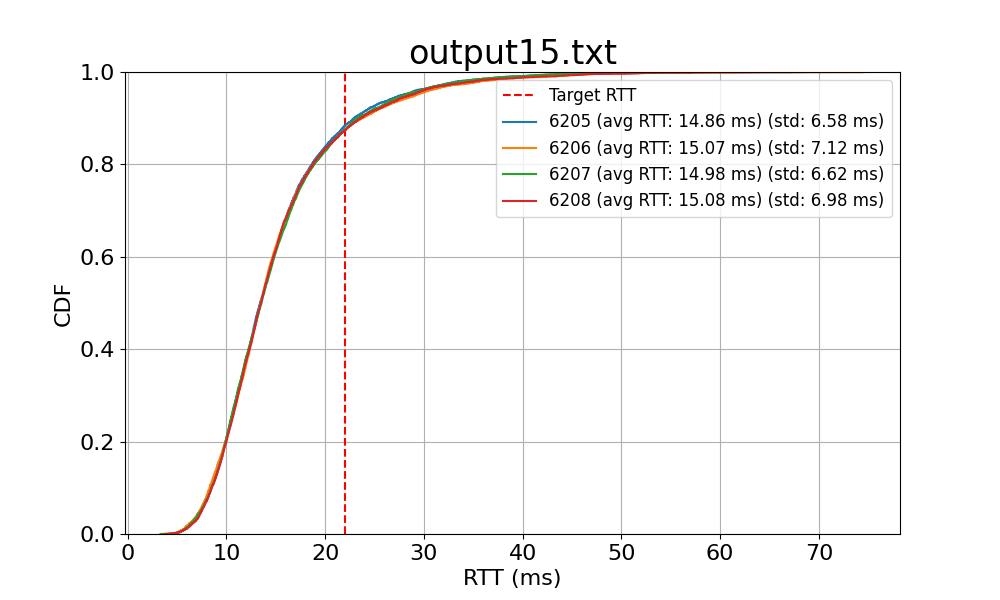 output15.txt
1.0
0.8
0.6
0.4
0.2
0.0
CDF
Target RTT
6205 (avg RTT: 14.86 ms) (std: 6.58 ms)
6206 (avg RTT: 15.07 ms) (std: 7.12 ms)
6207 (avg RTT: 14.98 ms) (std: 6.62 ms)
6208 (avg RTT: 15.08 ms) (std: 6.98 ms)
0 10 20 30 40 50 60 70
RTT (ms)